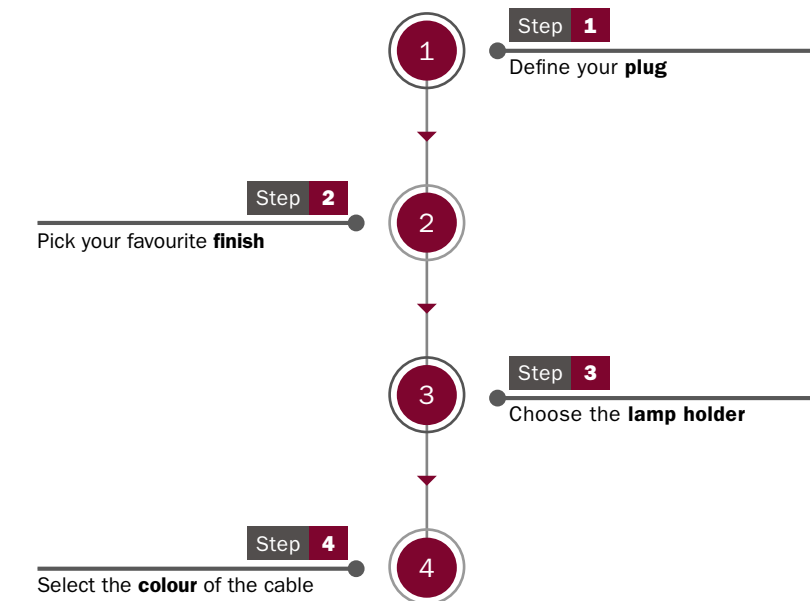 1
Step 1
Define your plug
Step 2
2
Pick your favourite finish
3
Step 3
Choose the lamp holder
Step 4
4
Select the colour of the cable